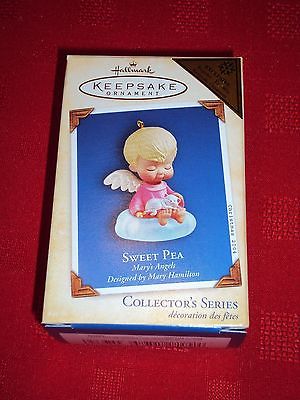 Hallmark
KEEPSAKE
ORNAMENT
Christmas 2004
SWEET PEA
Mary's Angels
Designed by Mary Hamilton
COLLECTOR'S SERIES
décoration des fêtes